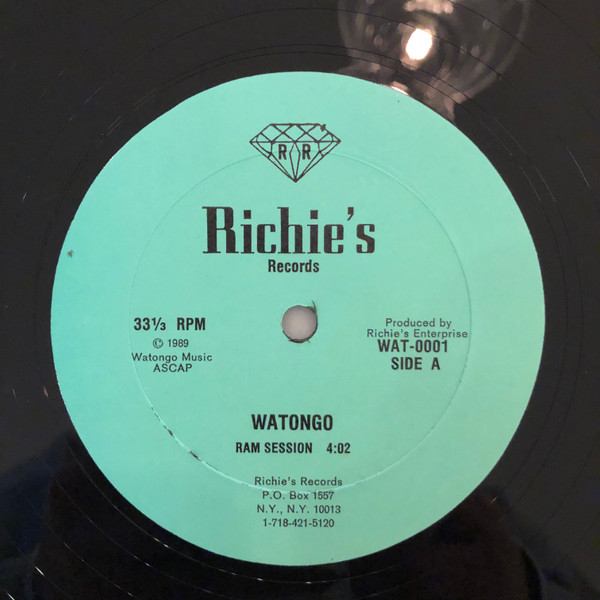 R R
Richie's
Records
33⅓ RPM
© 1989
Watongo Music
ASCAP
Produced by
Richie's Enterprise
WAT-0001
SIDE A
WATONGO
RAM SESSION 4:02
Richie's Records
P.O. Box 1557
N.Y., N.Y. 10013
1-718-421-5120